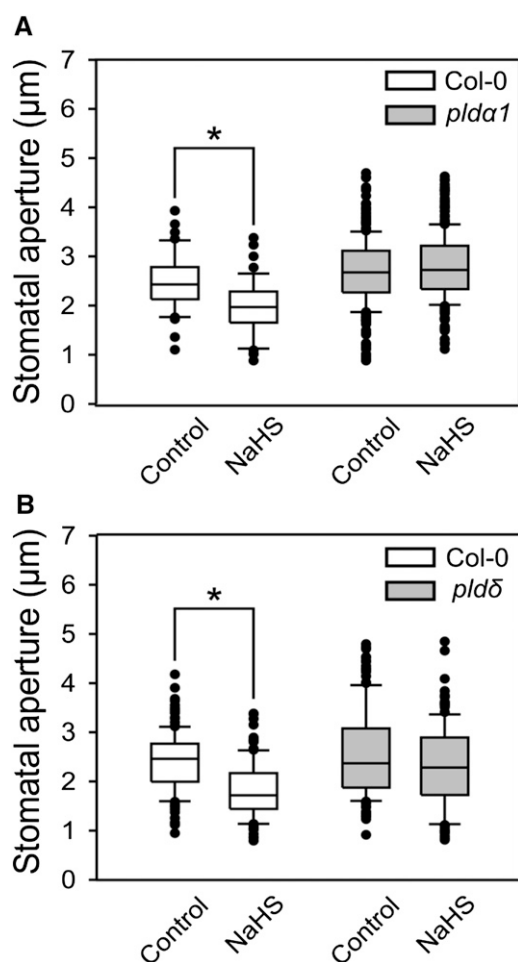 A
Stomatal aperture (µm)
7
6
5
4
3
2
1
0
Col-0
pldα1
*
Control
NaHS
Control
NaHS
B
Stomatal aperture (µm)
7
6
5
4
3
2
1
0
Col-0
pldδ
*
Control
NaHS
Control
NaHS